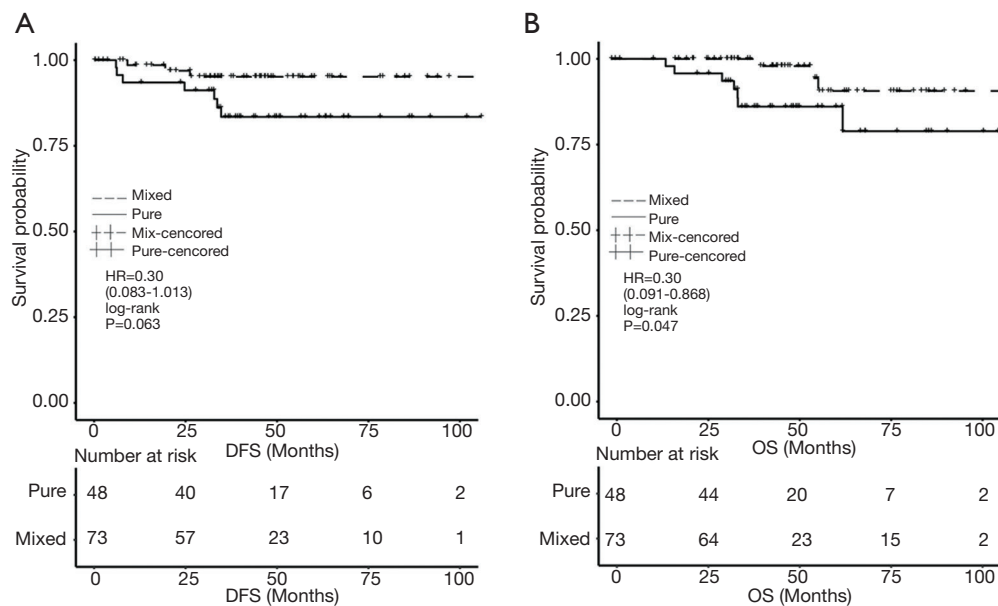 A
Survival probability
1.00
0.75
0.50
0.25
0.00
Mixed
Pure
Mix-cencored
Pure-cencored
HR=0.30
(0.083-1.013)
log-rank
P=0.063
0 25 50 75 100
DFS (Months)
Number at risk
Pure 48 40 17 6 2
Mixed 73 57 23 10 1
0 25 50 75 100
DFS (Months)
B
Survival probability
1.00
0.75
0.50
0.25
0.00
Mixed
Pure
Mix-cencored
Pure-cencored
HR=0.30
(0.091-0.868)
log-rank
P=0.047
0 25 50 75 100
OS (Months)
Number at risk
Pure 48 44 20 7 2
Mixed 73 64 23 15 2
0 25 50 75 100
OS (Months)